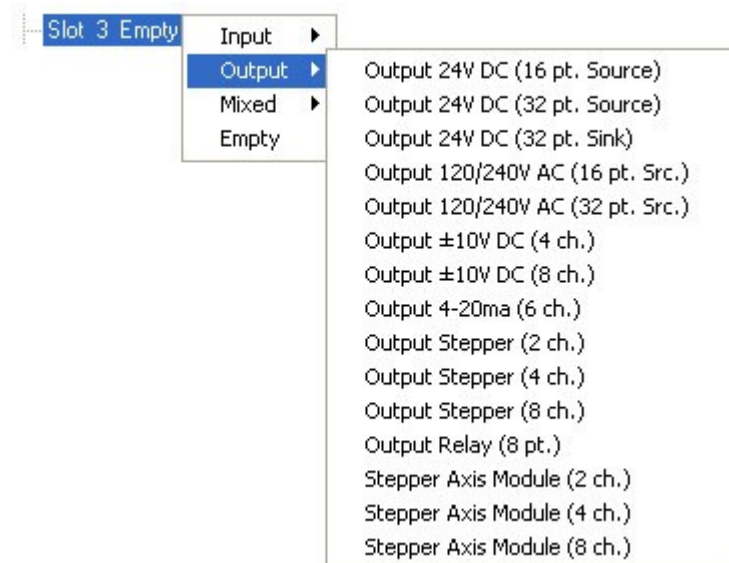 Slot 3 Empty
Input
Output
Mixed
Empty
Output 24V DC (16 pt. Source)
Output 24V DC (32 pt. Source)
Output 24V DC (32 pt. Sink)
Output 120/240V AC (16 pt. Src.)
Output 120/240V AC (32 pt. Src.)
Output ±10V DC (4 ch.)
Output ±10V DC (8 ch.)
Output 4-20ma (6 ch.)
Output Stepper (2 ch.)
Output Stepper (4 ch.)
Output Stepper (8 ch.)
Output Relay (8 pt.)
Stepper Axis Module (2 ch.)
Stepper Axis Module (4 ch.)
Stepper Axis Module (8 ch.)